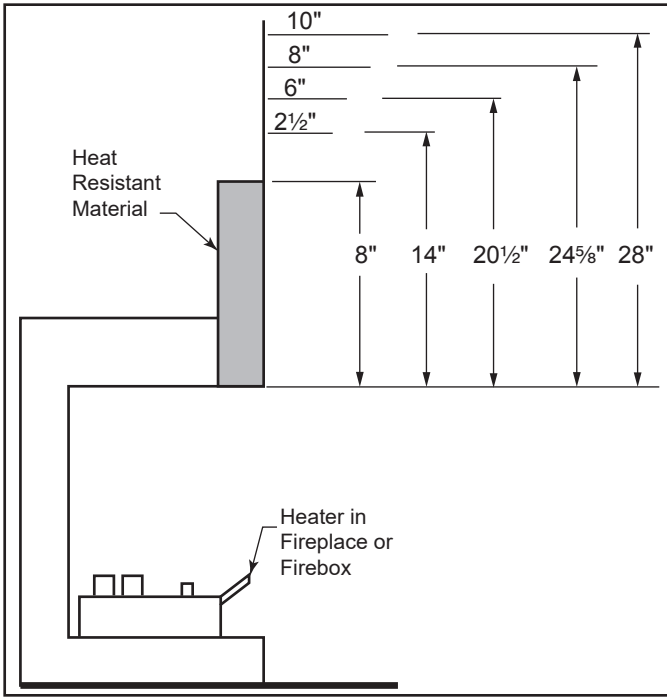 10"
8"
6"
2½"
Heat
Resistant
Material
8"
14"
20½"
24⅝"
28"
Heater in
Fireplace or
Firebox